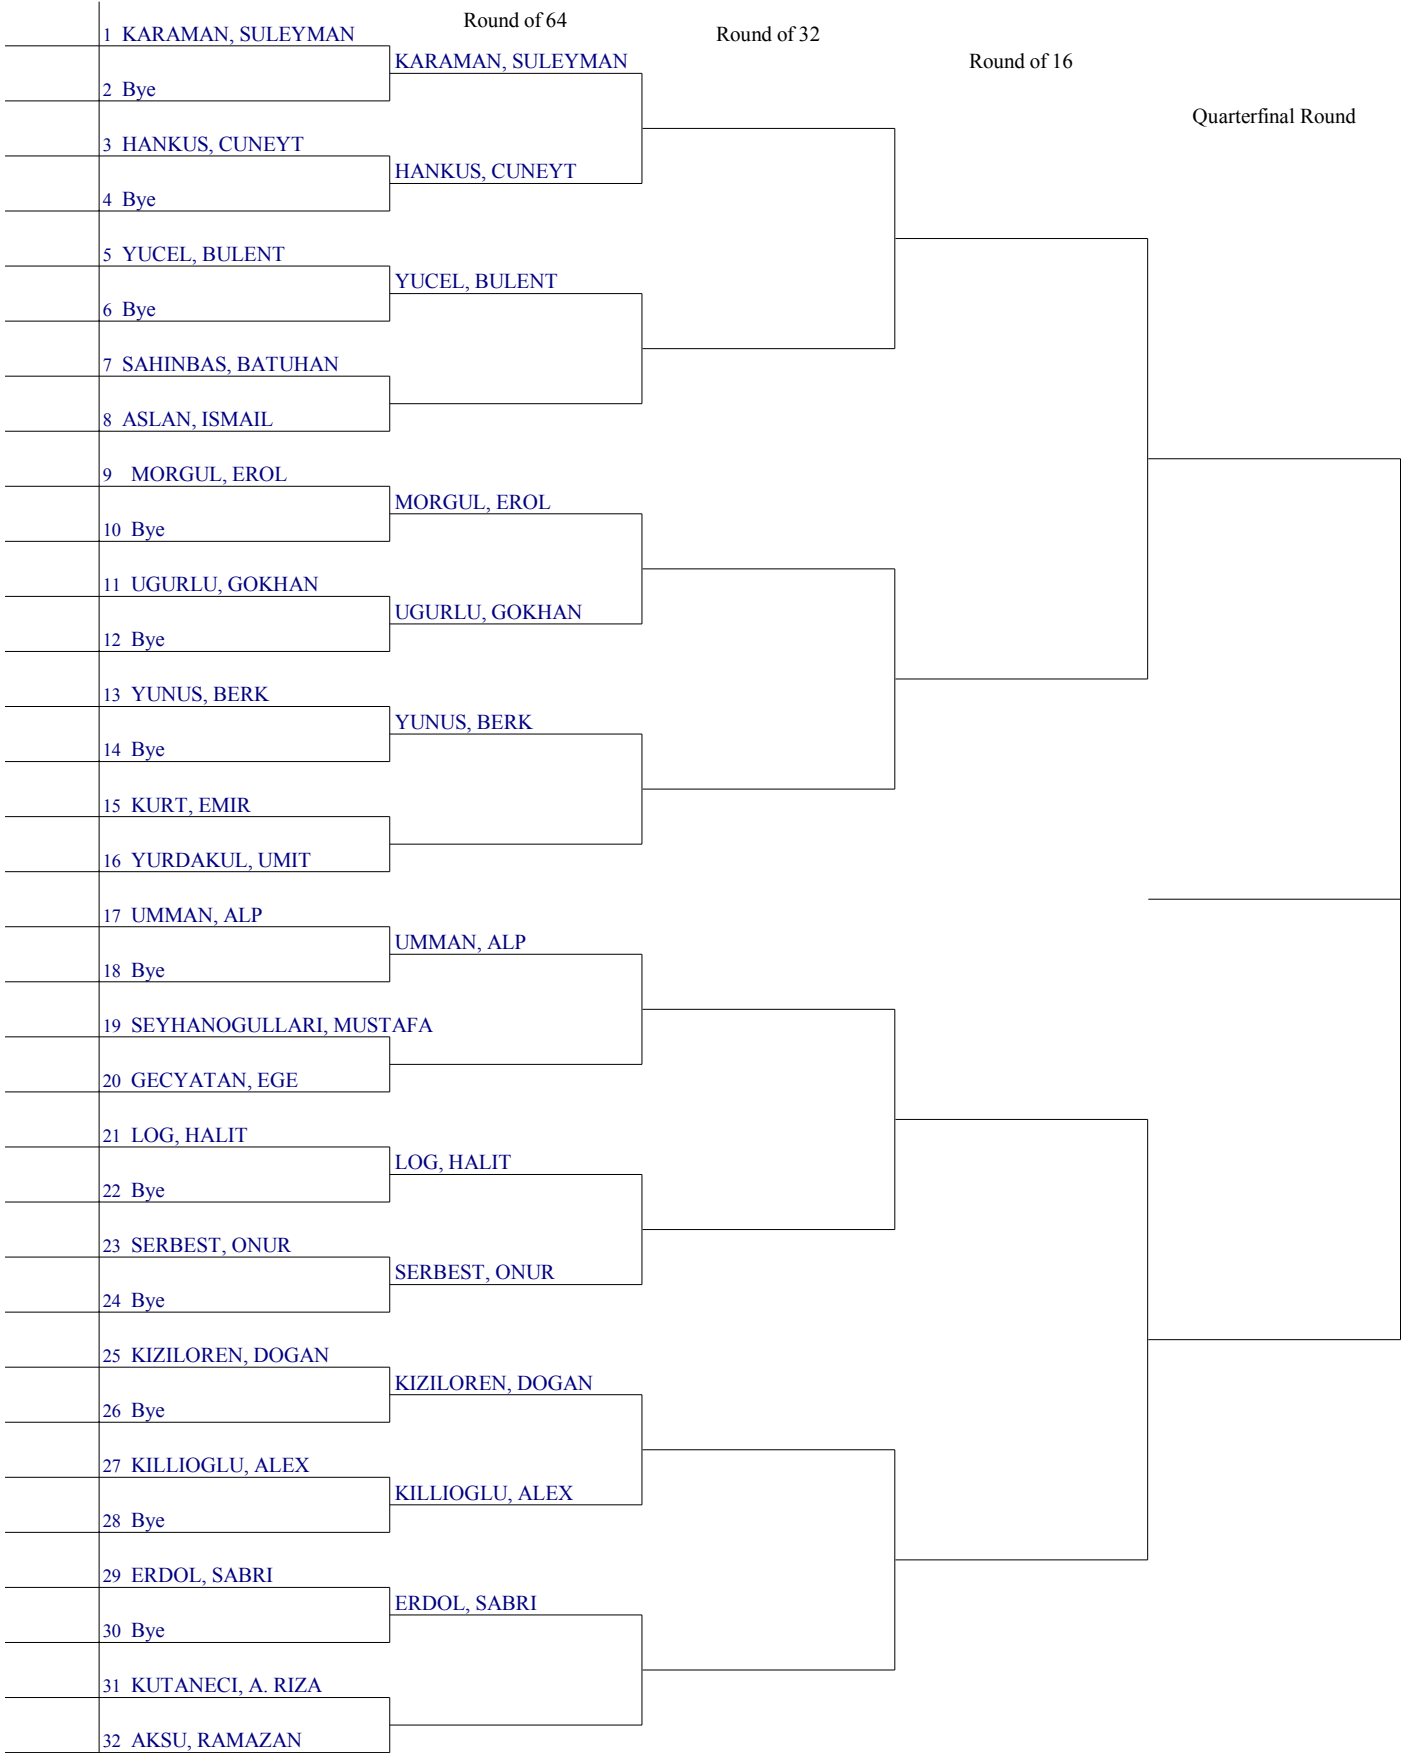 Round of 64
Round of 32
Round of 16
Quarterfinal Round
1 KARAMAN, SULEYMAN
KARAMAN, SULEYMAN
2 Bye
3 HANKUS, CUNEYT
HANKUS, CUNEYT
4 Bye
5 YUCEL, BULENT
YUCEL, BULENT
6 Bye
7 SAHINBAS, BATUHAN
8 ASLAN, ISMAIL
9 MORGUL, EROL
MORGUL, EROL
10 Bye
11 UGURLU, GOKHAN
UGURLU, GOKHAN
12 Bye
13 YUNUS, BERK
YUNUS, BERK
14 Bye
15 KURT, EMIR
16 YURDAKUL, UMIT
17 UMMAN, ALP
UMMAN, ALP
18 Bye
19 SEYHANOGULLARI, MUSTAFA
20 GECYATAN, EGE
21 LOG, HALIT
LOG, HALIT
22 Bye
23 SERBEST, ONUR
SERBEST, ONUR
24 Bye
25 KIZILOREN, DOGAN
KIZILOREN, DOGAN
26 Bye
27 KILLIOGLU, ALEX
KILLIOGLU, ALEX
28 Bye
29 ERDOL, SABRI
ERDOL, SABRI
30 Bye
31 KUTANECI, A. RIZA
32 AKSU, RAMAZAN